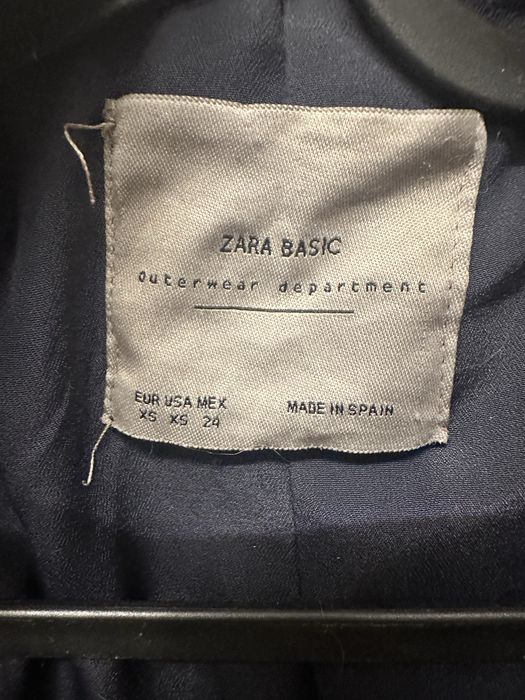 ZARA BASIC
outerwear department
EUR USA MEX
XS XS 24
MADE IN SPAIN